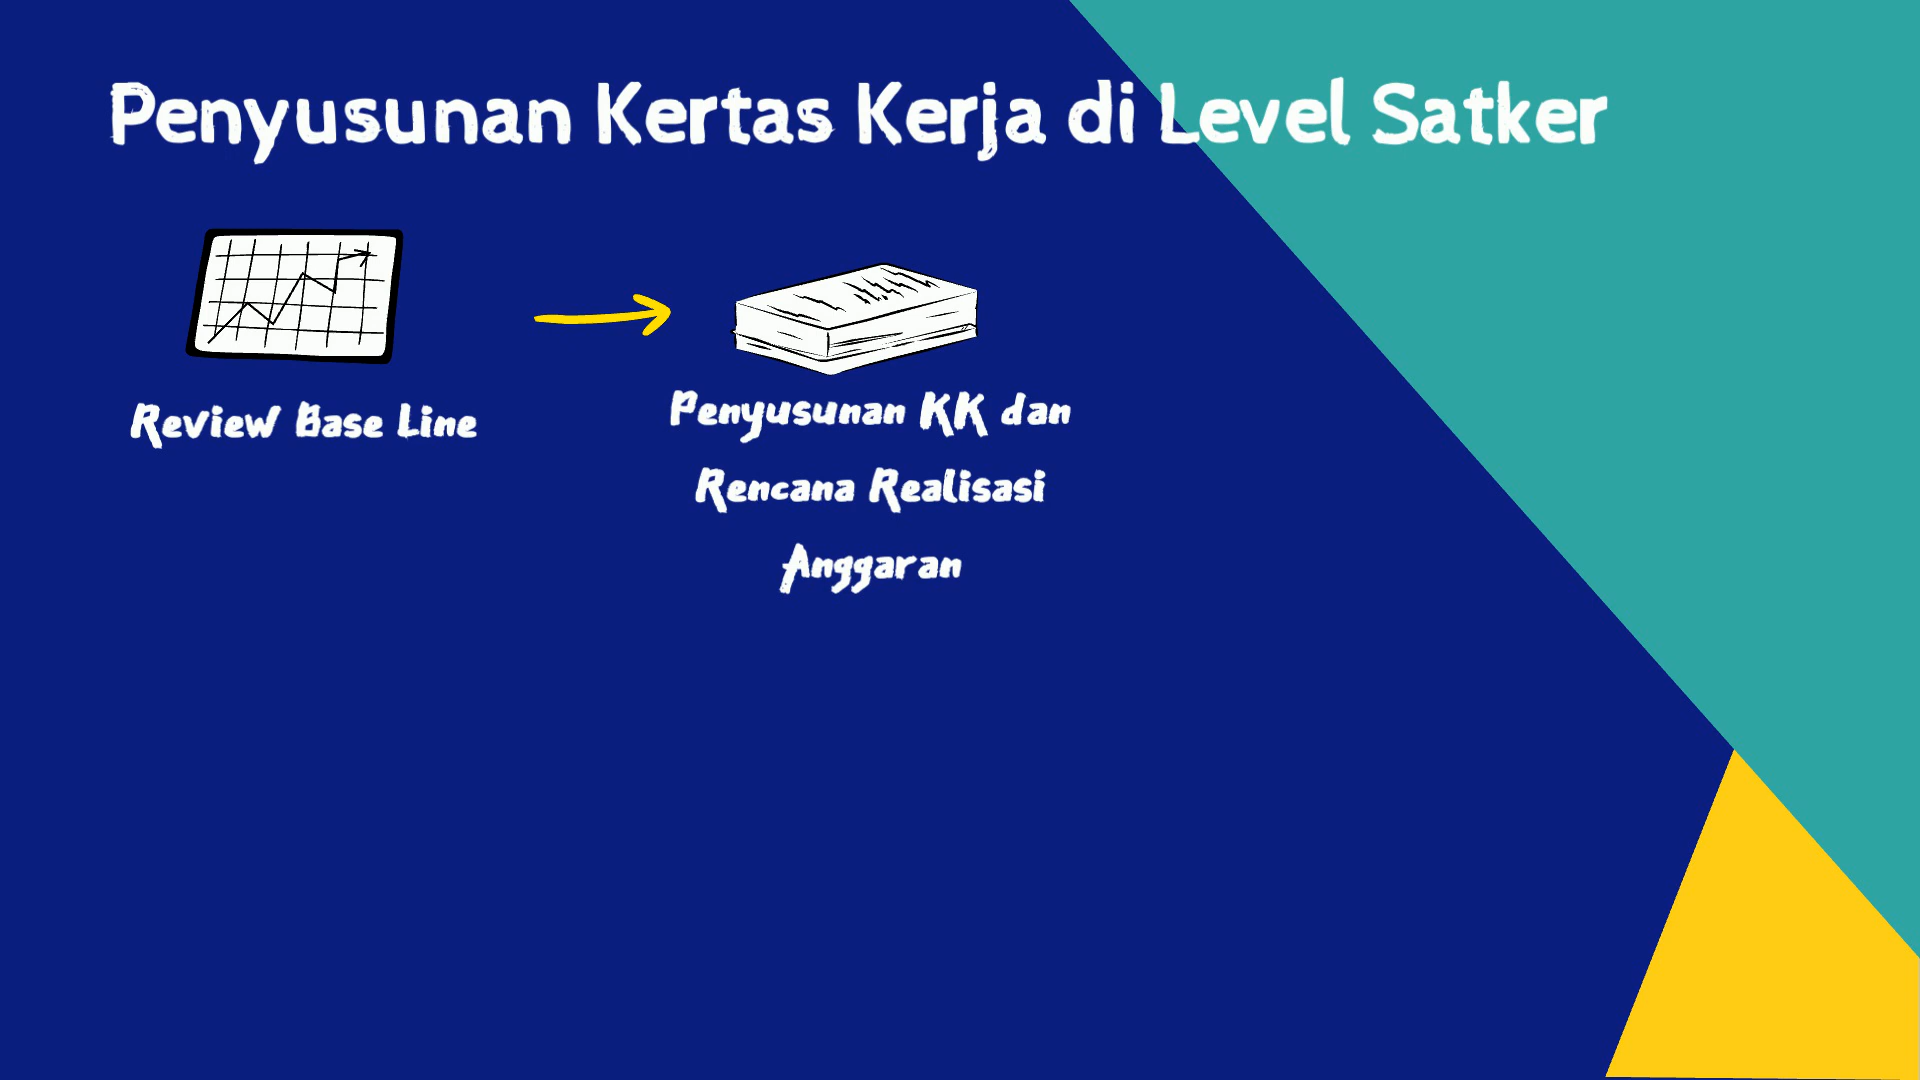 Penyusunan Kertas Kerja di Level Satker
Review Base Line
Penyusunan KK dan
Rencana Realisasi
Anggaran